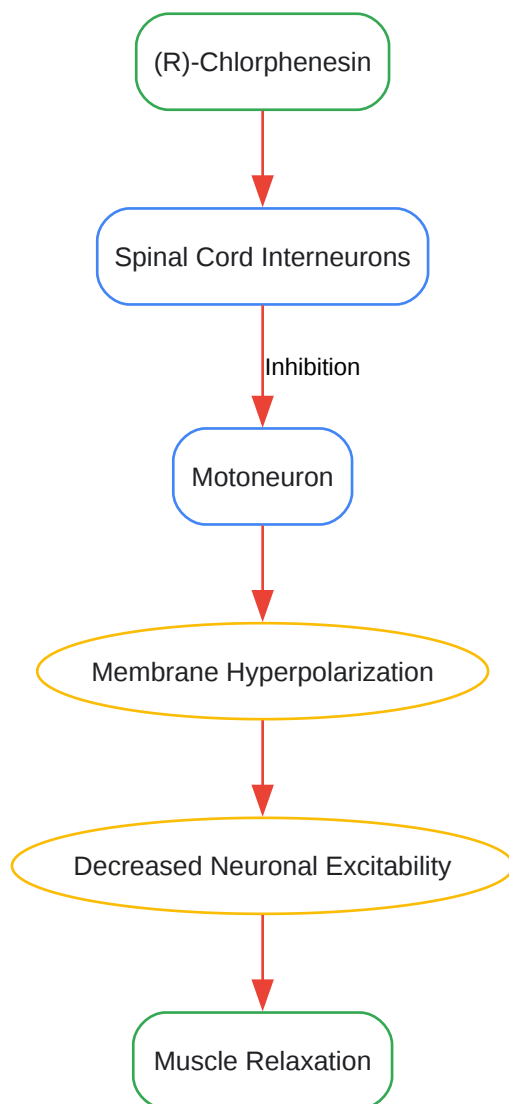 (R)-Chlorphenesin
Spinal Cord Interneurons
Inhibition
Motoneuron
Membrane Hyperpolarization
Decreased Neuronal Excitability
Muscle Relaxation